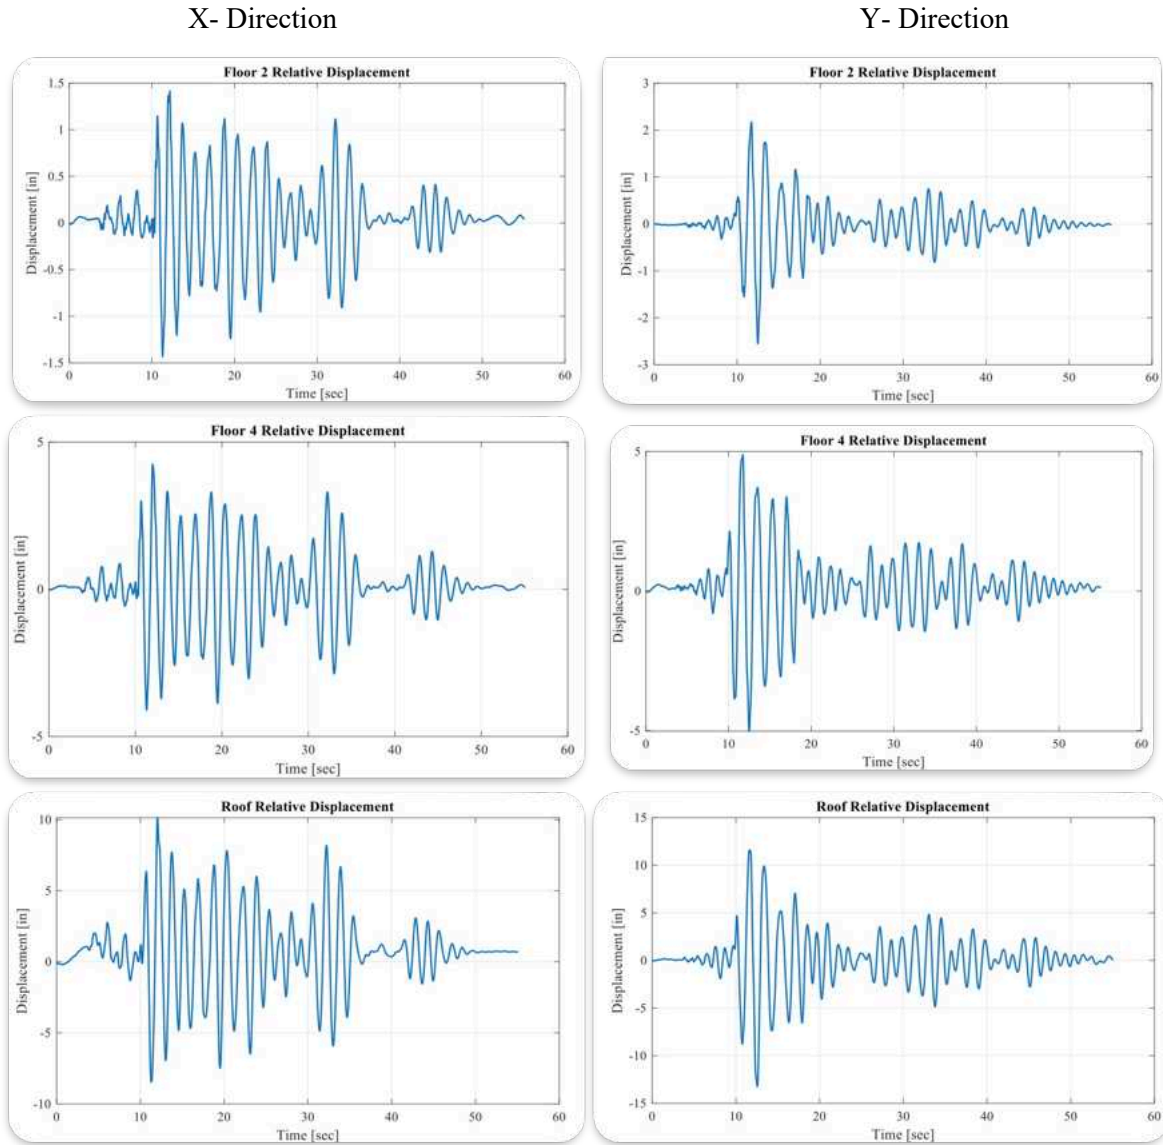 X- Direction
Y- Direction
Floor 2 Relative Displacement
1.5
1
0.5
0
-0.5
-1
-1.5
Displacement [in]
0 10 20 30 40 50 60
Time [sec]
Floor 2 Relative Displacement
3
2
1
0
-1
-2
-3
Displacement [in]
0 10 20 30 40 50 60
Time [sec]
Floor 4 Relative Displacement
5
0
-5
Displacement [in]
0 10 20 30 40 50 60
Time [sec]
Floor 4 Relative Displacement
5
0
-5
Displacement [in]
0 10 20 30 40 50 60
Time [sec]
Roof Relative Displacement
10
5
0
-5
-10
Displacement [in]
0 10 20 30 40 50 60
Time [sec]
Roof Relative Displacement
15
10
5
0
-5
-10
-15
Displacement [in]
0 10 20 30 40 50 60
Time [sec]